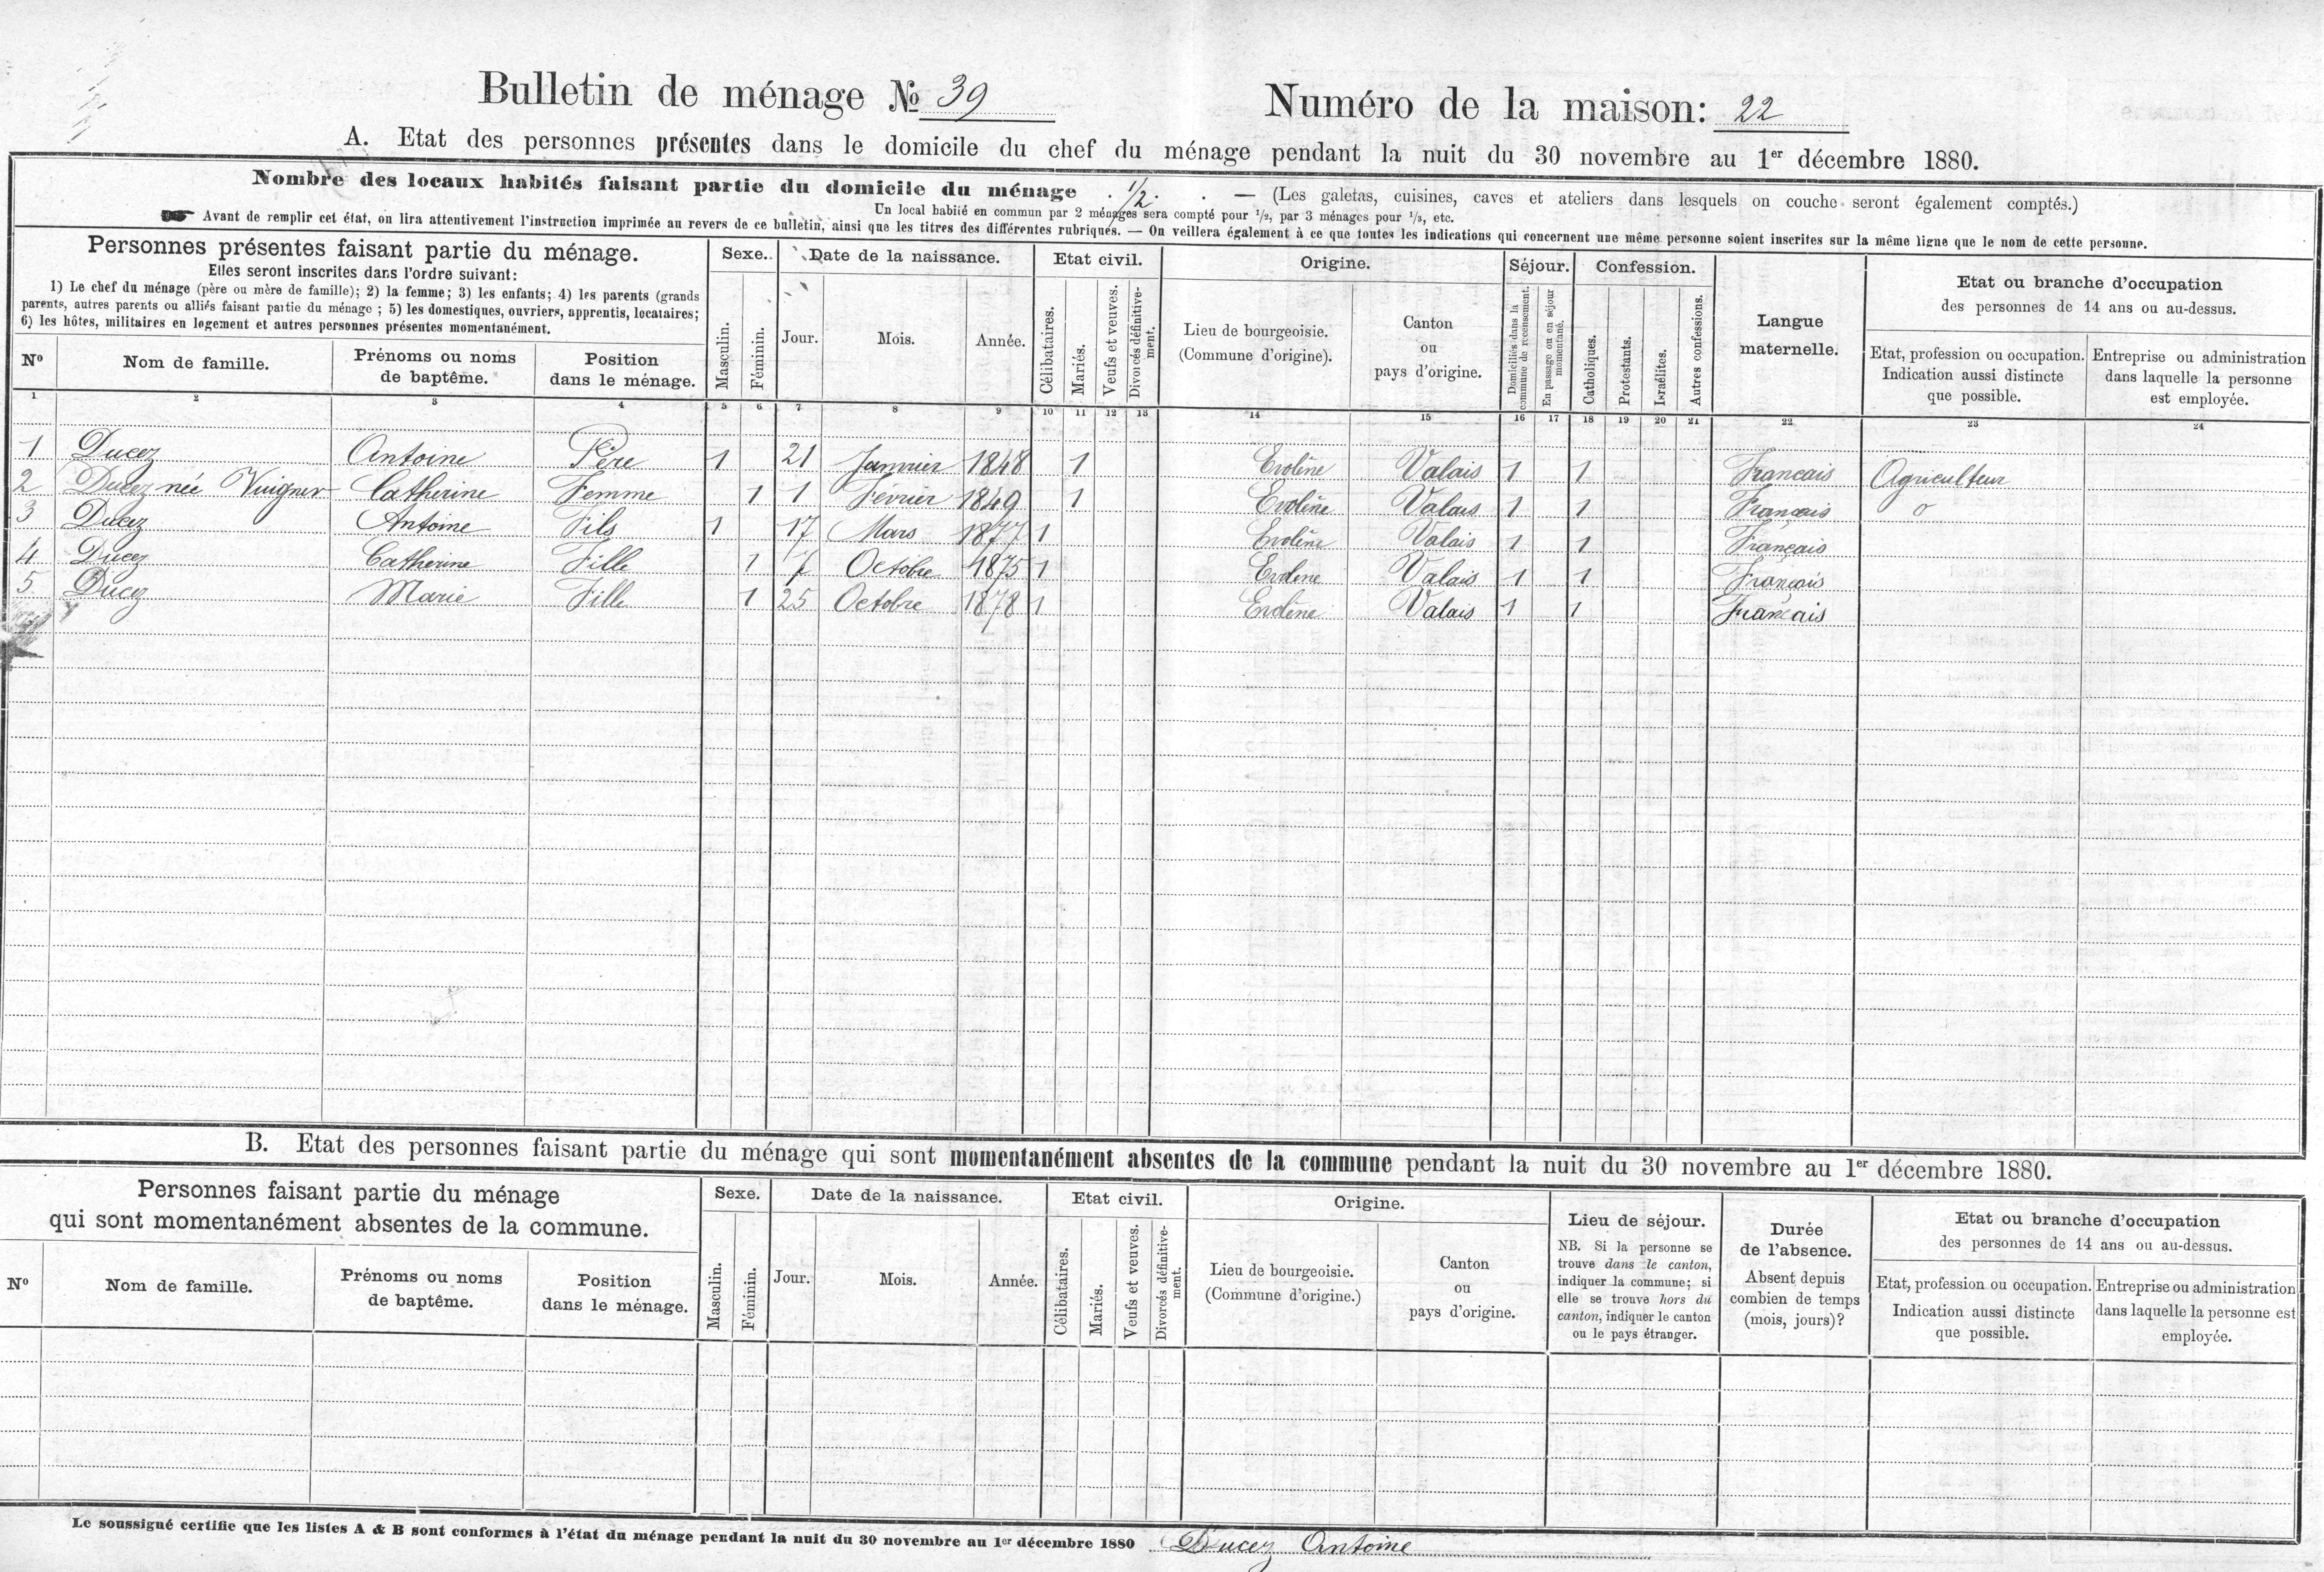 Bulletin de ménage № 39 Numéro de la maison: 22
A. Etat des personnes présentes dans le domicile du chef du ménage pendant la nuit du 30 novembre au 1er décembre 1880.
Nombre des locaux habités faisant partie du domicile du ménage . 1/2 . . — (Les galetas, cuisines, caves et ateliers dans lesquels on couche seront également comptés.)
Un local habité en commun par 2 ménages sera compté pour 1/2, par 3 ménages pour 1/3, etc.
Avant de remplir cet état, on lira attentivement l'instruction imprimée au revers de ce bulletin, ainsi que les titres des différentes rubriques. — On veillera également à ce que toutes les indications qui concernent une même personne soient inscrites sur la même ligne que le nom de cette personne.
Personnes présentes faisant partie du ménage.
Elles seront inscrites dans l'ordre suivant:
1) Le chef du ménage (père ou mère de famille); 2) la femme; 3) les enfants; 4) les parents (grands
parents, autres parents ou alliés faisant partie du ménage; 5) les domestiques, ouvriers, apprentis, locataires;
6) les hôtes, militaires en logement et autres personnes présentes momentanément.
Nº
Nom de famille.
Prénoms ou noms
de baptême.
Position
dans le ménage.
Sexe.
Masculin.
Féminin.
Date de la naissance.
Jour.
Mois.
Année.
Etat civil.
Célibataires.
Mariés.
Veufs et veuves.
Divorcés définitive-
ment.
Origine.
Lieu de bourgeoisie.
(Commune d'origine).
Canton
ou
pays d'origine.
Séjour.
Domiciliés dans la
commune de recensement.
En passage ou en séjour
momentané.
Confession.
Catholiques.
Protestants.
Israélites.
Autres confessions.
Langue
maternelle.
Etat ou branche d'occupation
des personnes de 14 ans ou au-dessus.
Etat, profession ou occupation.
Indication aussi distincte
que possible.
Entreprise ou administration
dans laquelle la personne
est employée.
1 2 3 4 5 6 7 8 9 10 11 12 13 14 15 16 17 18 19 20 21 22 23 24
1 Ducez Antoine Père 1 21 Janvier 1848 1 Evolène Valais 1 1 Francais Agriculteur
2 Ducez née Vuigner Catherine Femme 1 1 Février 1849 1 Evolène Valais 1 1 Français o
3 Ducez Antoine Fils 1 17 Mars 1877 1 Evolène Valais 1 1 Français
4 Ducez Catherine Fille 1 7 Octobre 1875 1 Evolene Valais 1 1 Français
5 Ducez Marie Fille 1 25 Octobre 1878 1 Evolène Valais 1 1 Français
B. Etat des personnes faisant partie du ménage qui sont momentanément absentes de la commune pendant la nuit du 30 novembre au 1er décembre 1880.
Personnes faisant partie du ménage
qui sont momentanément absentes de la commune.
Nº
Nom de famille.
Prénoms ou noms
de baptême.
Position
dans le ménage.
Sexe.
Masculin.
Féminin.
Date de la naissance.
Jour.
Mois.
Année.
Etat civil.
Célibataires.
Mariés.
Veufs et veuves.
Divorcés définitive-
ment.
Origine.
Lieu de bourgeoisie.
(Commune d'origine.)
Canton
ou
pays d'origine.
Lieu de séjour.
NB. Si la personne se
trouve dans le canton,
indiquer la commune; si
elle se trouve hors du
canton, indiquer le canton
ou le pays étranger.
Durée
de l'absence.
Absent depuis
combien de temps
(mois, jours)?
Etat ou branche d'occupation
des personnes de 14 ans ou au-dessus.
Etat, profession ou occupation.
Indication aussi distincte
que possible.
Entreprise ou administration
dans laquelle la personne est
employée.
Le soussigné certifie que les listes A & B sont conformes à l'état du ménage pendant la nuit du 30 novembre au 1er décembre 1880 Ducez Antoine